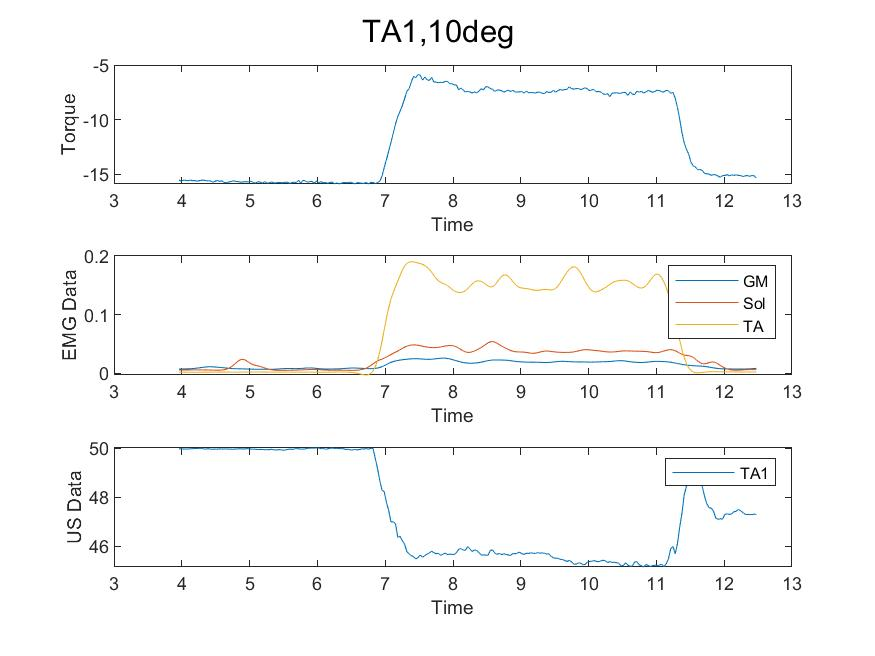 TA1,10deg
-5
-10
-15
Torque
3 4 5 6 7 8 9 10 11 12 13
Time
0.2
0.1
0
EMG Data
GM
Sol
TA
3 4 5 6 7 8 9 10 11 12 13
Time
50
48
46
US Data
TA1
3 4 5 6 7 8 9 10 11 12 13
Time